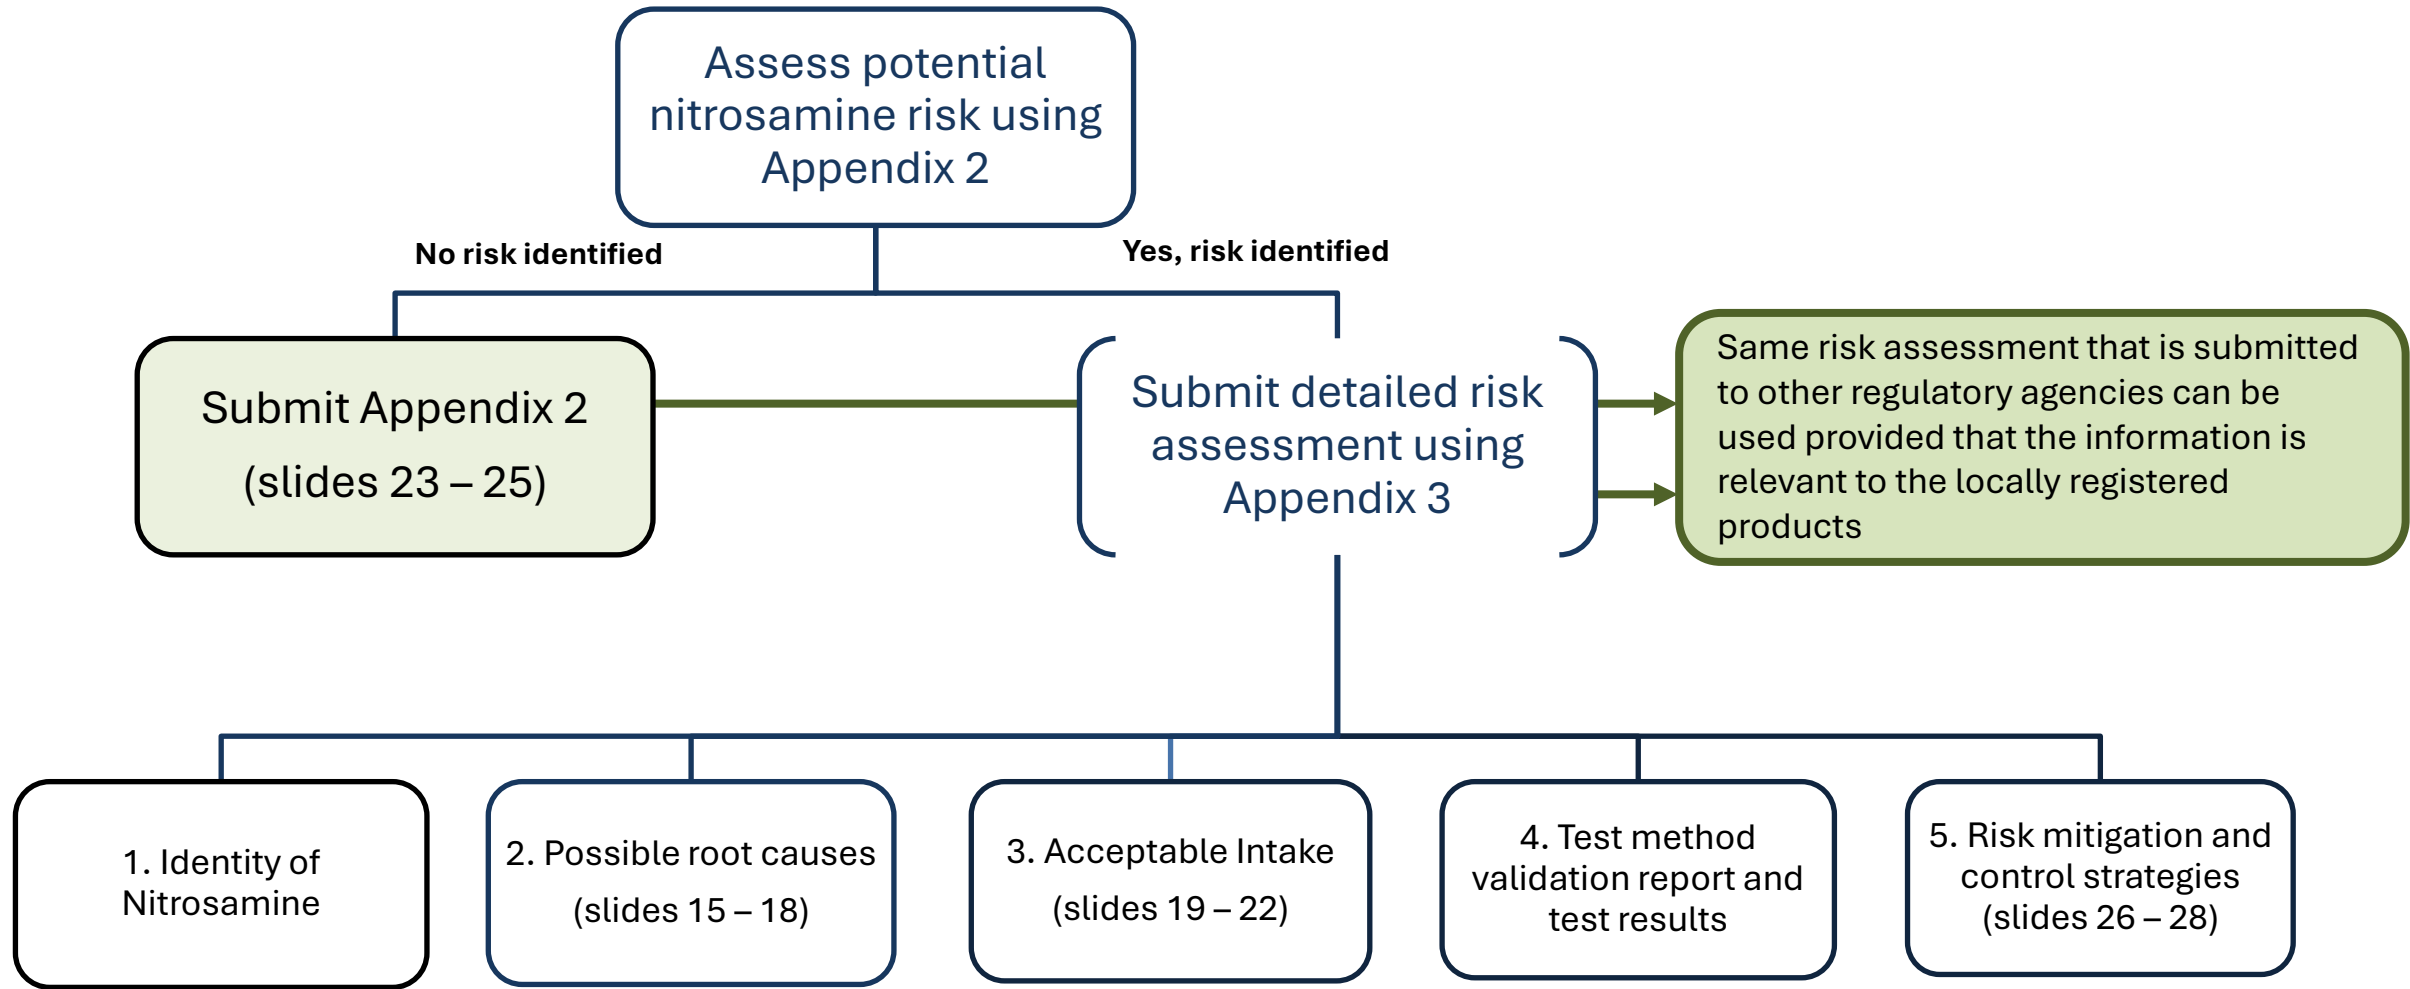 Assess potential
nitrosamine risk using
Appendix 2
No risk identified
Yes, risk identified
Submit Appendix 2
(slides 23 – 25)
Submit detailed risk
assessment using
Appendix 3
Same risk assessment that is submitted
to other regulatory agencies can be
used provided that the information is
relevant to the locally registered
products
1. Identity of
Nitrosamine
2. Possible root causes
(slides 15 – 18)
3. Acceptable Intake
(slides 19 – 22)
4. Test method
validation report and
test results
5. Risk mitigation and
control strategies
(slides 26 – 28)